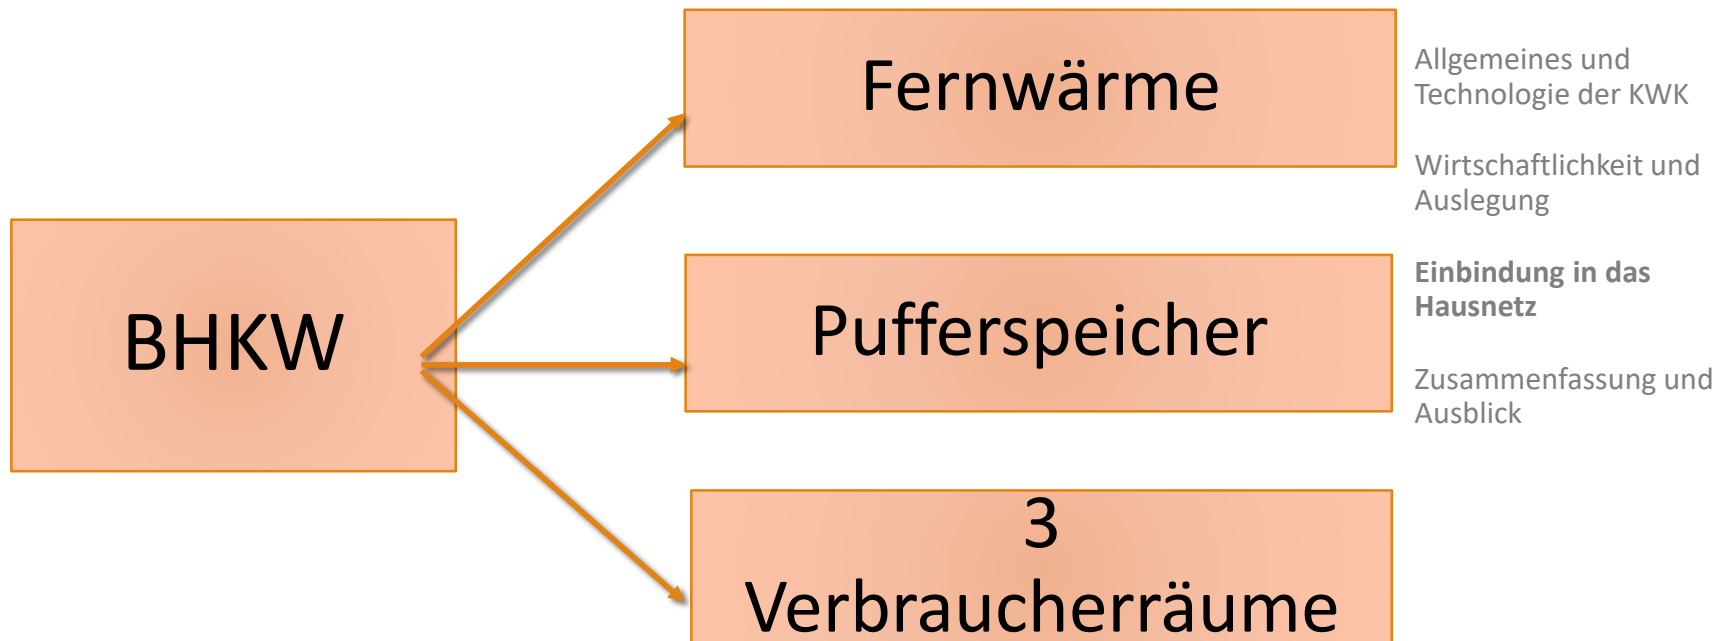 BHKW
Fernwärme
Pufferspeicher
3
Verbraucherräume
Allgemeines und
Technologie der KWK
Wirtschaftlichkeit und
Auslegung
Einbindung in das
Hausnetz
Zusammenfassung und
Ausblick